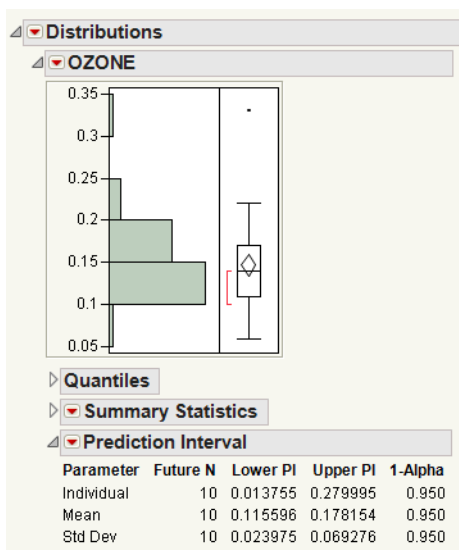 Distributions
OZONE
0.35
0.3
0.25
0.2
0.15
0.1
0.05
Quantiles
Summary Statistics
Prediction Interval
Parameter Future N Lower PI Upper PI 1-Alpha
Individual 10 0.013755 0.279995 0.950
Mean 10 0.115596 0.178154 0.950
Std Dev 10 0.023975 0.069276 0.950